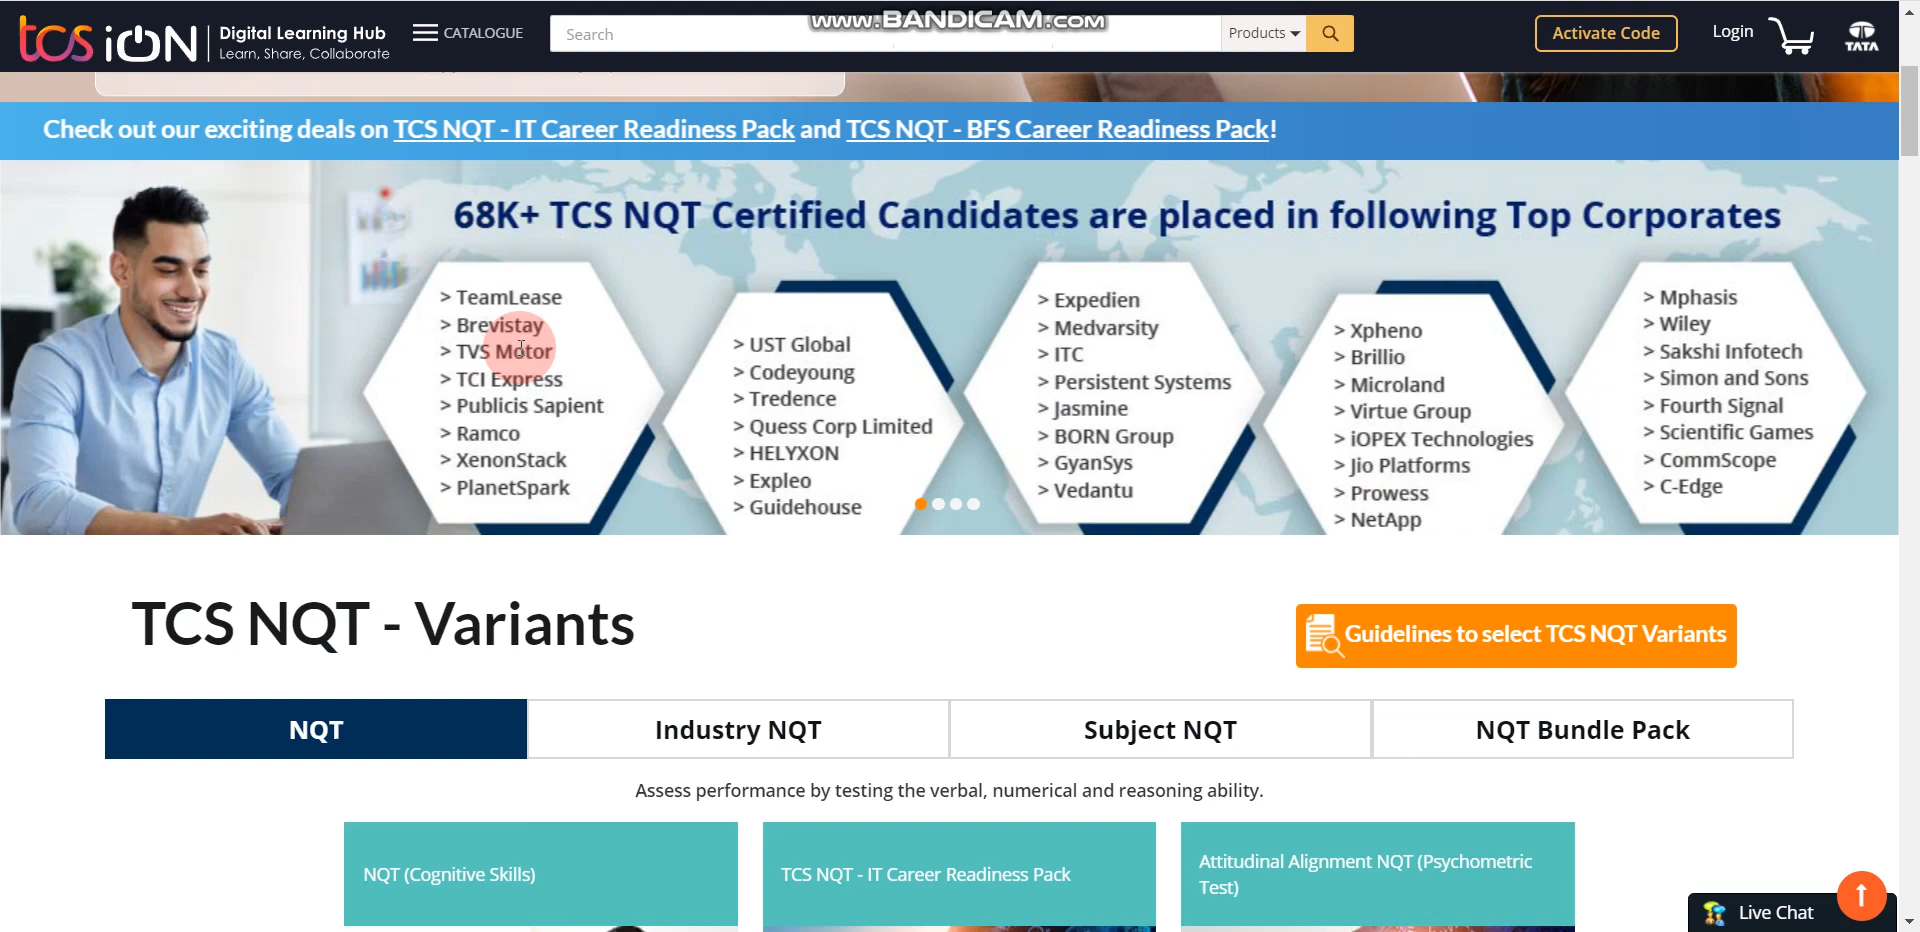 tcs iON
Digital Learning Hub
Learn, Share, Collaborate
CATALOGUE
Search
www.BANDICAM.com
Products
Activate Code
Login
TATA
Check out our exciting deals on TCS NQT - IT Career Readiness Pack and TCS NQT - BFS Career Readiness Pack!
68K+ TCS NQT Certified Candidates are placed in following Top Corporates
> TeamLease
> Brevistay
> TVS Motor
> TCI Express
> Publicis Sapient
> Ramco
> XenonStack
> PlanetSpark
> UST Global
> Codeyoung
> Tredence
> Quess Corp Limited
> HELYXON
> Expleo
> Guidehouse
> Expedien
> Medvarsity
> ITC
> Persistent Systems
> Jasmine
> BORN Group
> GyanSys
> Vedantu
> Xpheno
> Brillio
> Microland
> Virtue Group
> iOPEX Technologies
> Jio Platforms
> Prowess
> NetApp
> Mphasis
> Wiley
> Sakshi Infotech
> Simon and Sons
> Fourth Signal
> Scientific Games
> CommScope
> C-Edge
TCS NQT - Variants
Guidelines to select TCS NQT Variants
NQT
Industry NQT
Subject NQT
NQT Bundle Pack
Assess performance by testing the verbal, numerical and reasoning ability.
NQT (Cognitive Skills)
TCS NQT - IT Career Readiness Pack
Attitudinal Alignment NQT (Psychometric
Test)
Live Chat